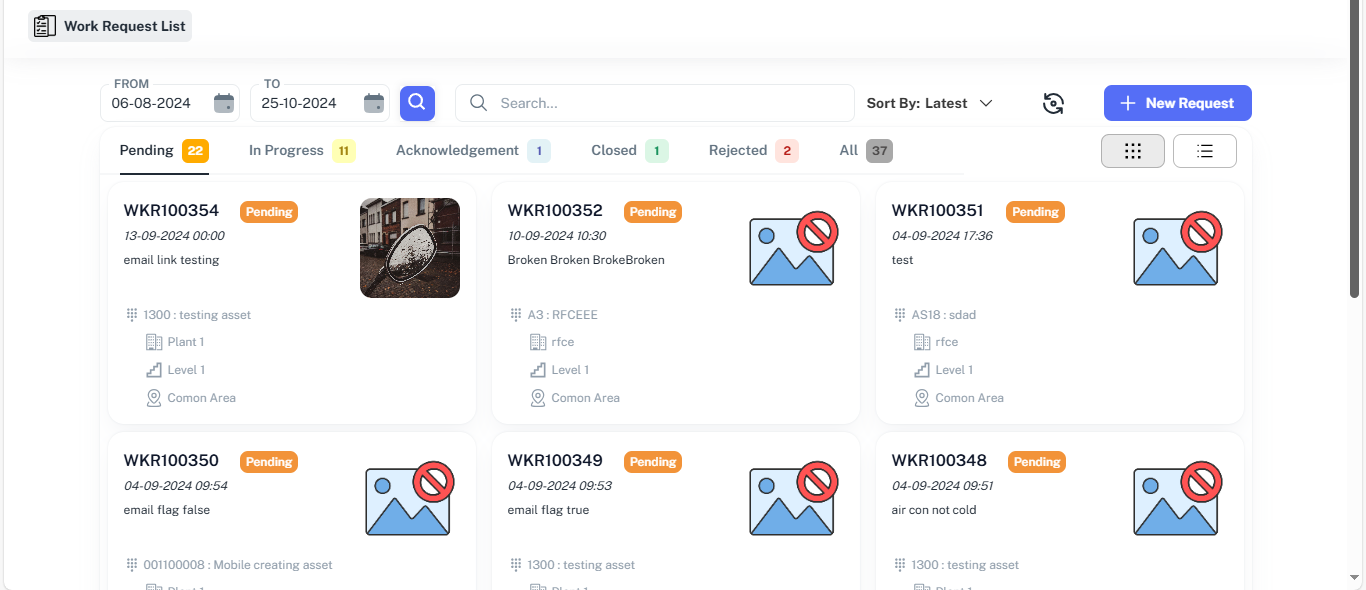 Work Request List
FROM
TO
06-08-2024
25-10-2024
Search...
Sort By: Latest
New Request
Pending 22
In Progress 11
Acknowledgement 1
Closed 1
Rejected 2
All 37
WKR100354 Pending
13-09-2024 00:00
email link testing
1300 : testing asset
Plant 1
Level 1
Comon Area
WKR100352 Pending
10-09-2024 10:30
Broken Broken BrokeBroken
A3 : RFCEEE
rfce
Level 1
Comon Area
WKR100351 Pending
04-09-2024 17:36
test
AS18 : sdad
rfce
Level 1
Comon Area
WKR100350 Pending
04-09-2024 09:54
email flag false
001100008 : Mobile creating asset
Plant 1
WKR100349 Pending
04-09-2024 09:53
email flag true
1300 : testing asset
Plant 1
WKR100348 Pending
04-09-2024 09:51
air con not cold
1300 : testing asset
Plant 1